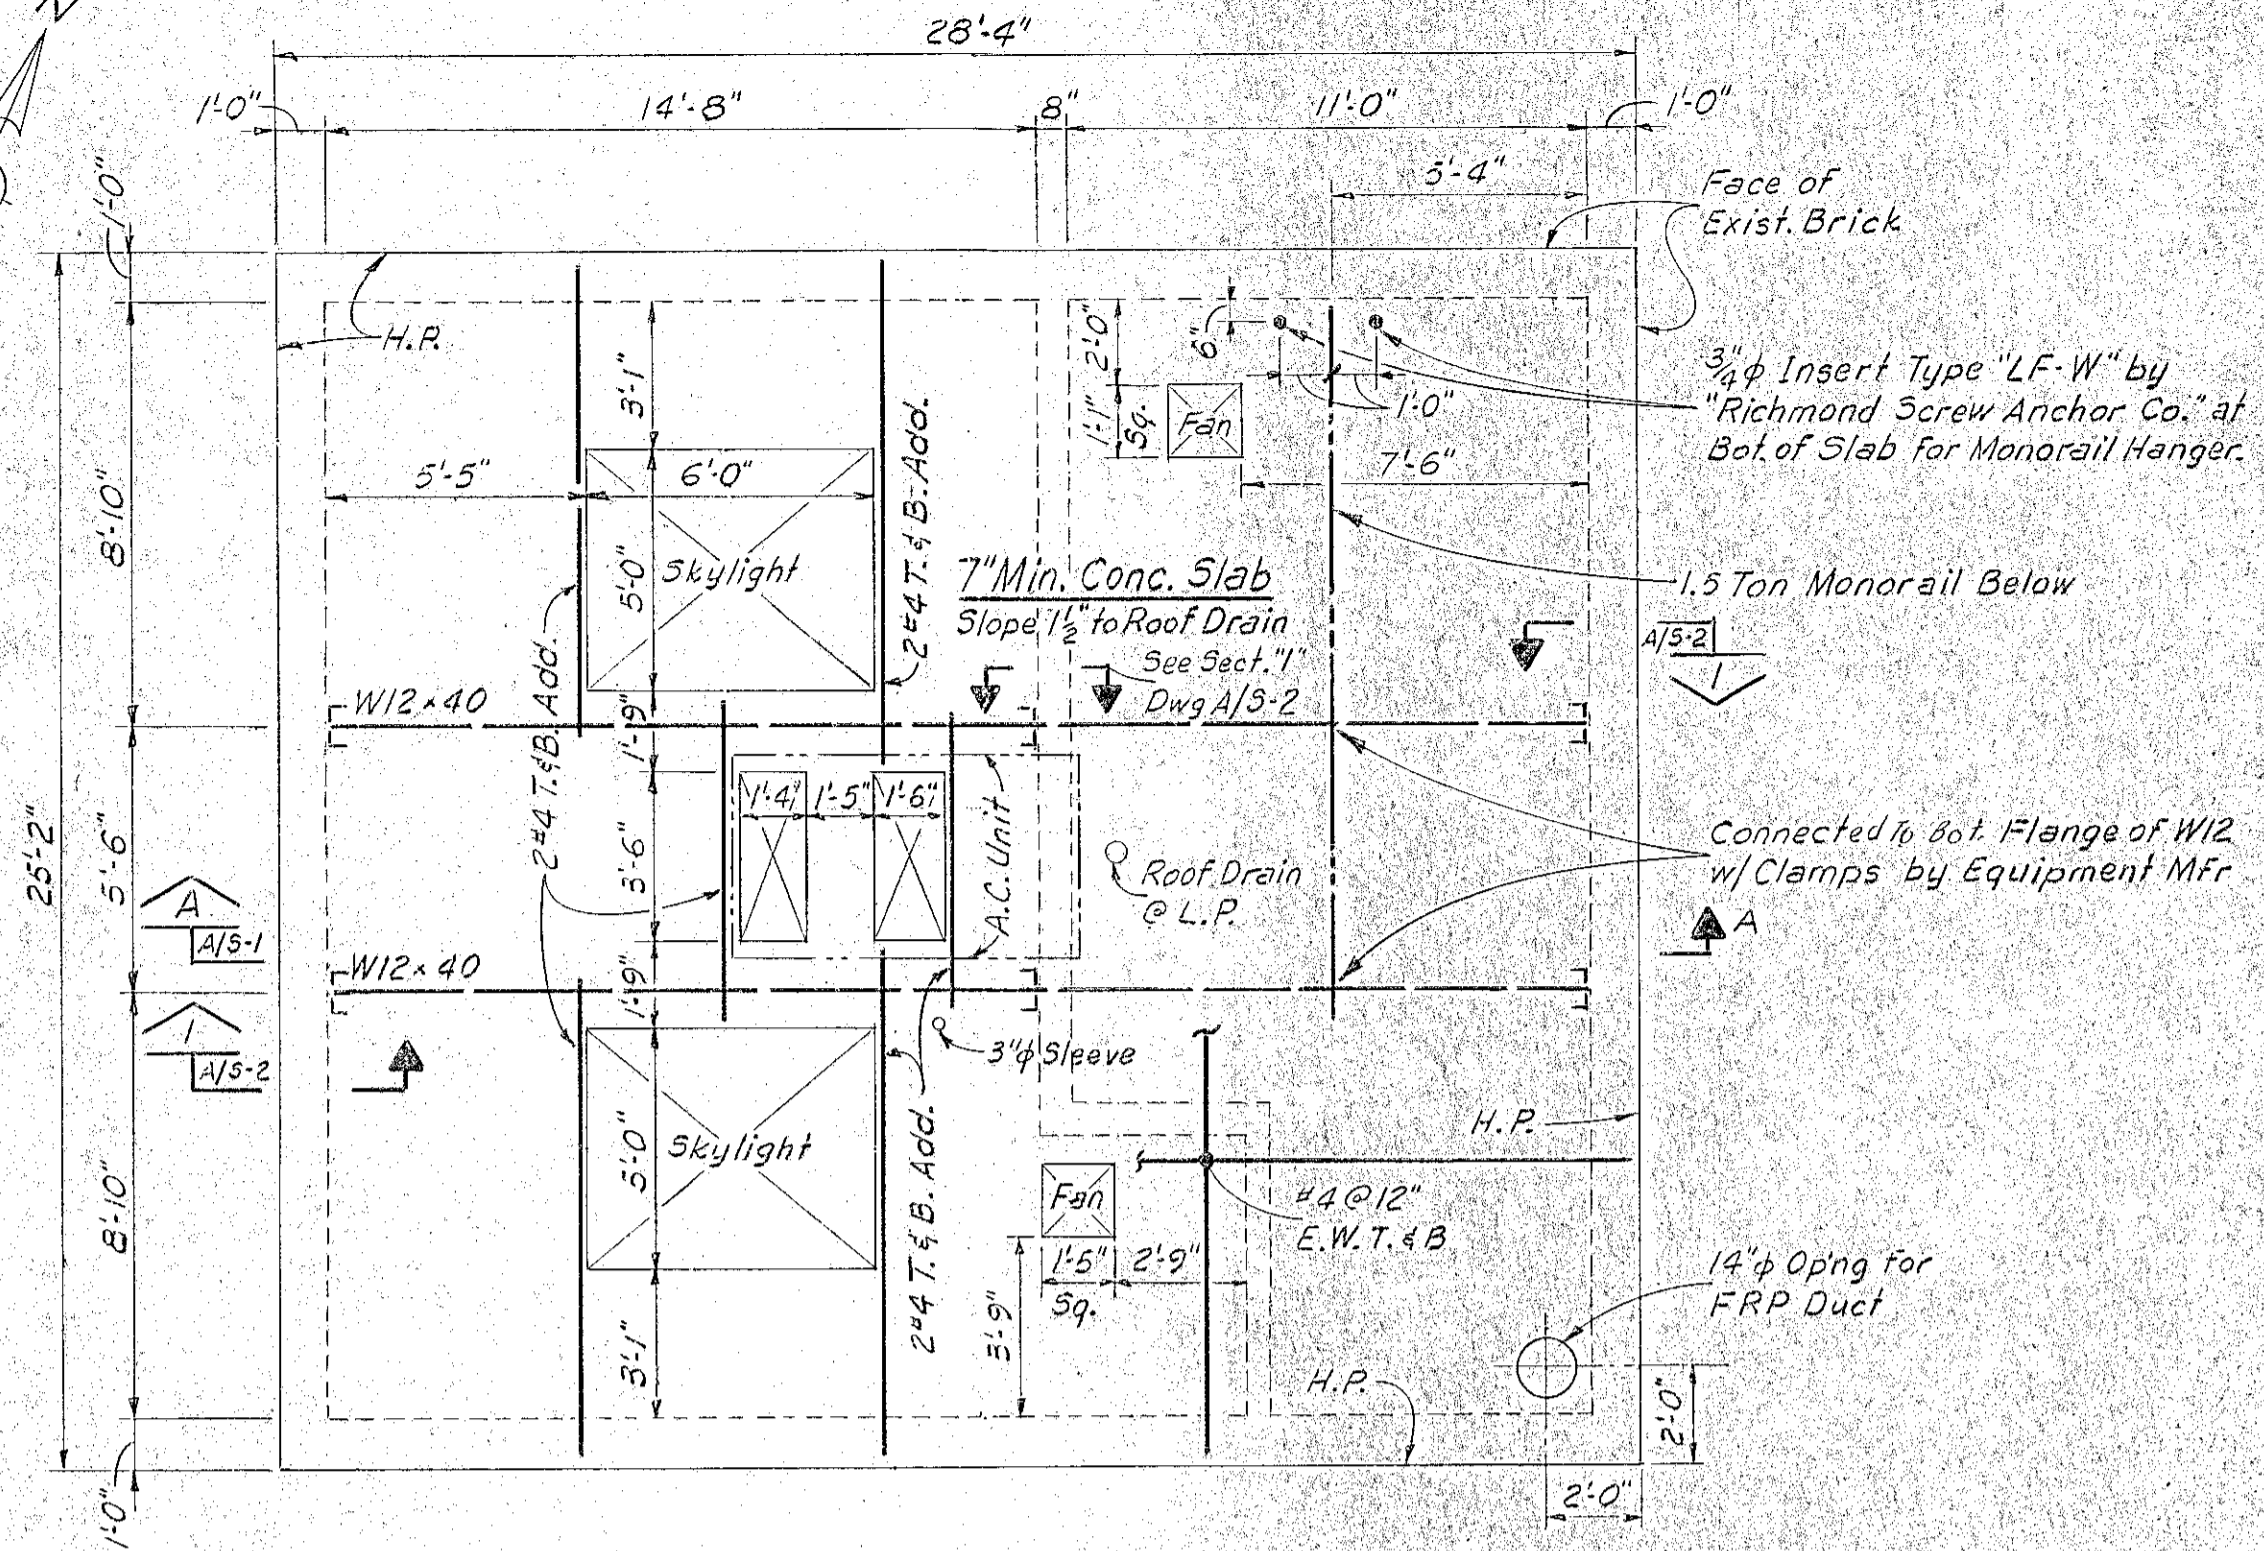 N
28'-4"
1'-0"
14'-8"
8"
11'-0"
1'-0"
5'-4"
Face of
Exist. Brick
1'-0"
H.P.
3'-1"
2'-0"
6"
1'-1"
Sq.
Fan
1'-0"
3/4"φ Insert Type "LF-W" by
"Richmond Screw Anchor Co." at
Bot. of Slab for Monorail Hanger.
7'-6"
5'-5"
6'-0"
2#4 T. & B. Add.
8'-10"
5'-0"
Skylight
7" Min. Conc. Slab
Slope 1 1/2" to Roof Drain
See Sect. "1"
Dwg A/S-2
1.5 Ton Monorail Below
A/S-2
1
W12×40
2#4 T. & B. Add.
1'-9"
2#4 T. & B. Add.
1'-4"
1'-5"
1'-6"
3'-6"
A.C. Unit
Roof Drain
@ L.P.
Connected To Bot. Flange of W12
w/ Clamps by Equipment Mfr
25'-2"
5'-6"
A
A/S-1
A
W12×40
1'-9"
1
A/S-2
3"φ Sleeve
5'-0"
Skylight
2#4 T. & B. Add.
H.P.
Fan
#4 @ 12"
E.W. T. & B
1'-5"
Sq.
2'-9"
8'-10"
3'-1"
3'-9"
14"φ Op'ng for
FRP Duct
H.P.
2'-0"
2'-0"
1'-0"